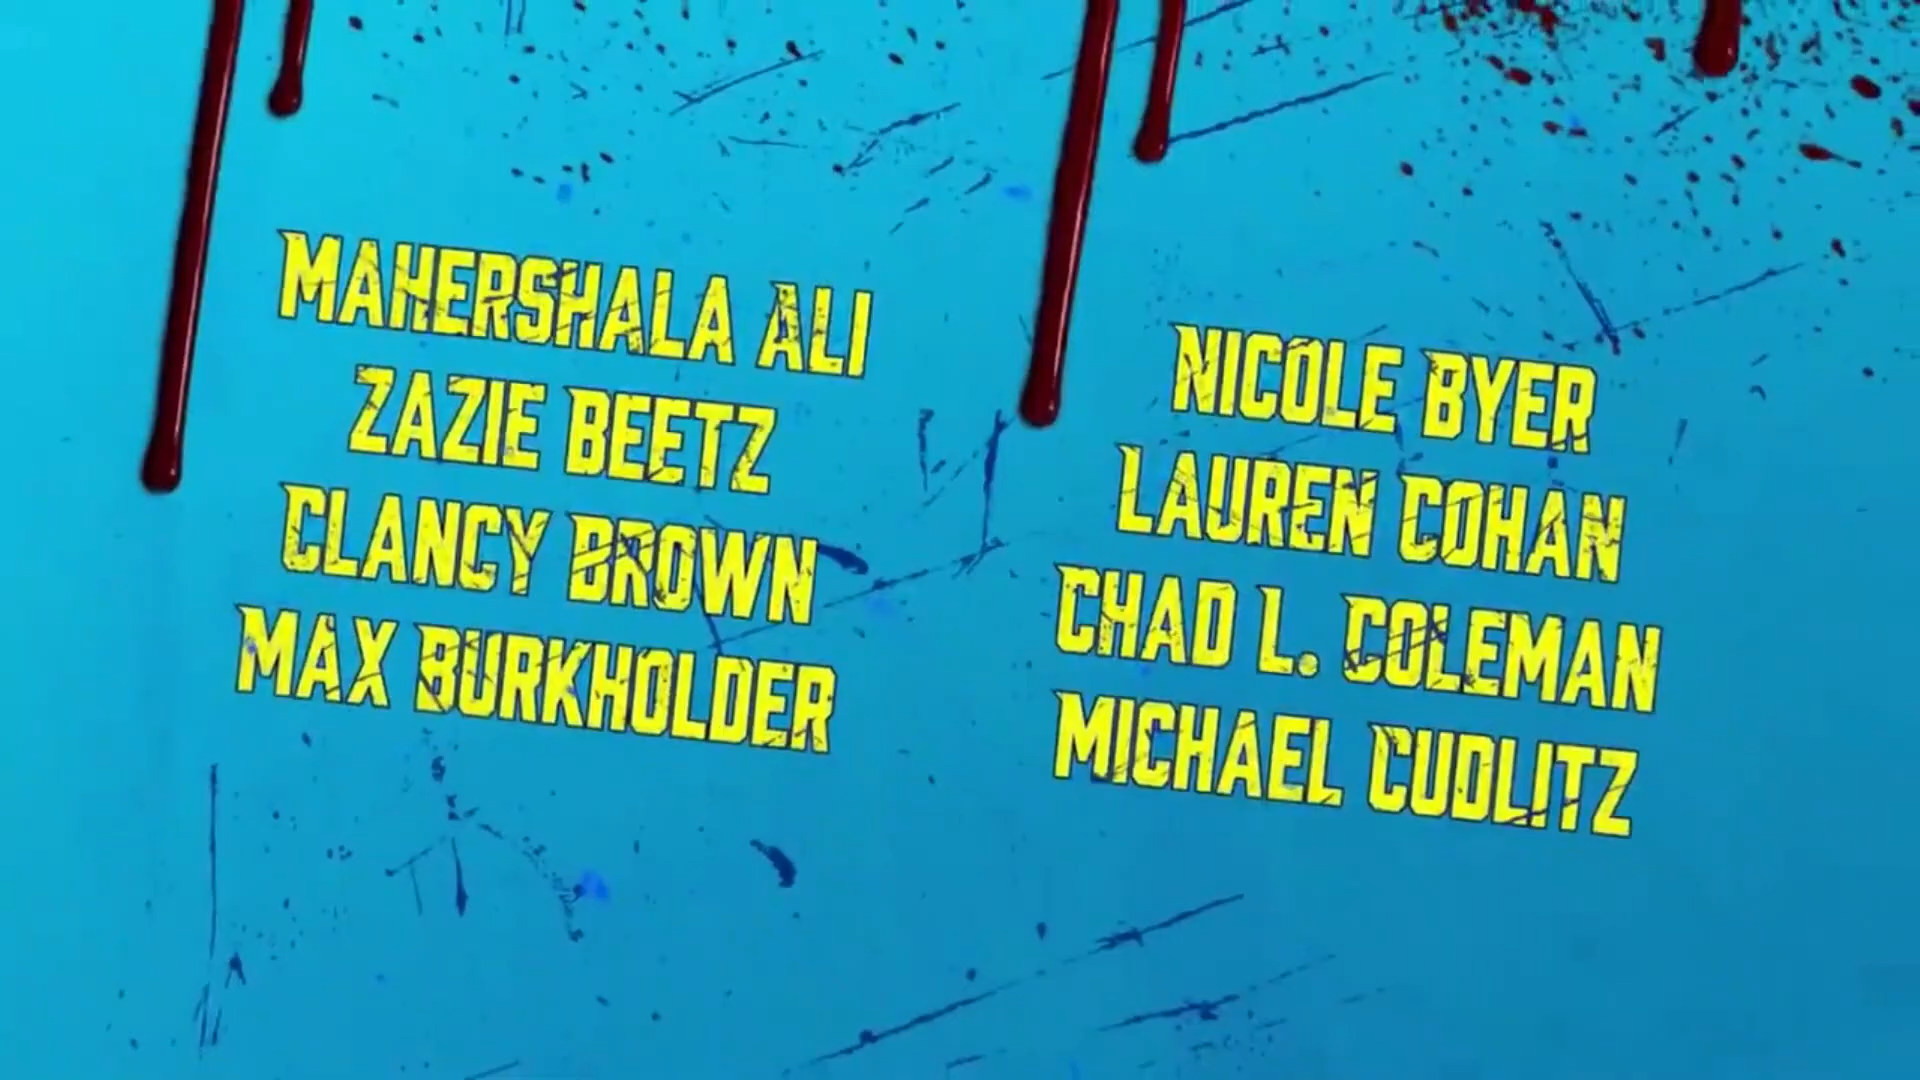 MAHERSHALA ALI
ZAZIE BEETZ
CLANCY BROWN
MAX BURKHOLDER
NICOLE BYER
LAUREN COHAN
CHAD L. COLEMAN
MICHAEL CUDLITZ